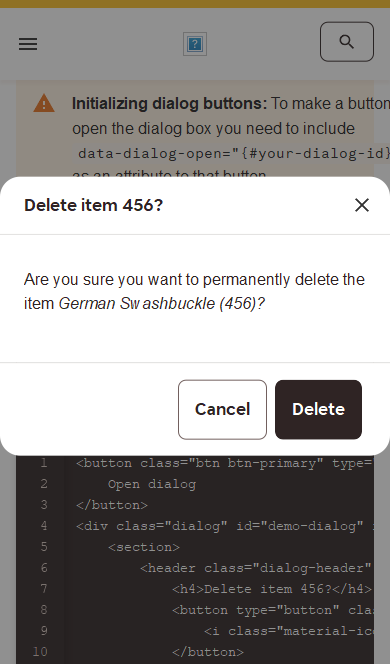 Initializing dialog buttons: To make a button
open the dialog box you need to include
data-dialog-open="{#your-dialog-id}
as an attribute to that button
Delete item 456?
Are you sure you want to permanently delete the
item German Swashbuckle (456)?
Cancel Delete
1 <button class="btn btn-primary" type=
2 Open dialog
3 </button>
4 <div class="dialog" id="demo-dialog"
5 <section>
6 <header class="dialog-header"
7 <h4>Delete item 456?</h4>
8 <button type="button" clas
9 <i class="material-ico
10 </button>